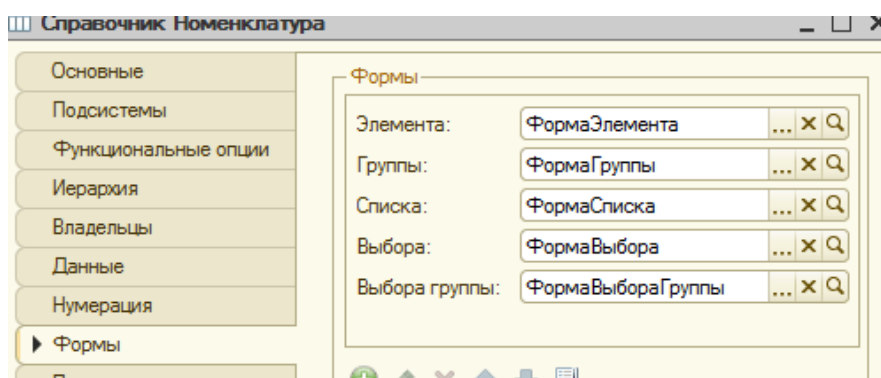 Справочник Номенклатура
Основные
Подсистемы
Функциональные опции
Иерархия
Владельцы
Данные
Нумерация
Формы
Формы
Элемента: ФормаЭлемента ...
Группы: ФормаГруппы ...
Списка: ФормаСписка ...
Выбора: ФормаВыбора ...
Выбора группы: ФормаВыбораГруппы ...